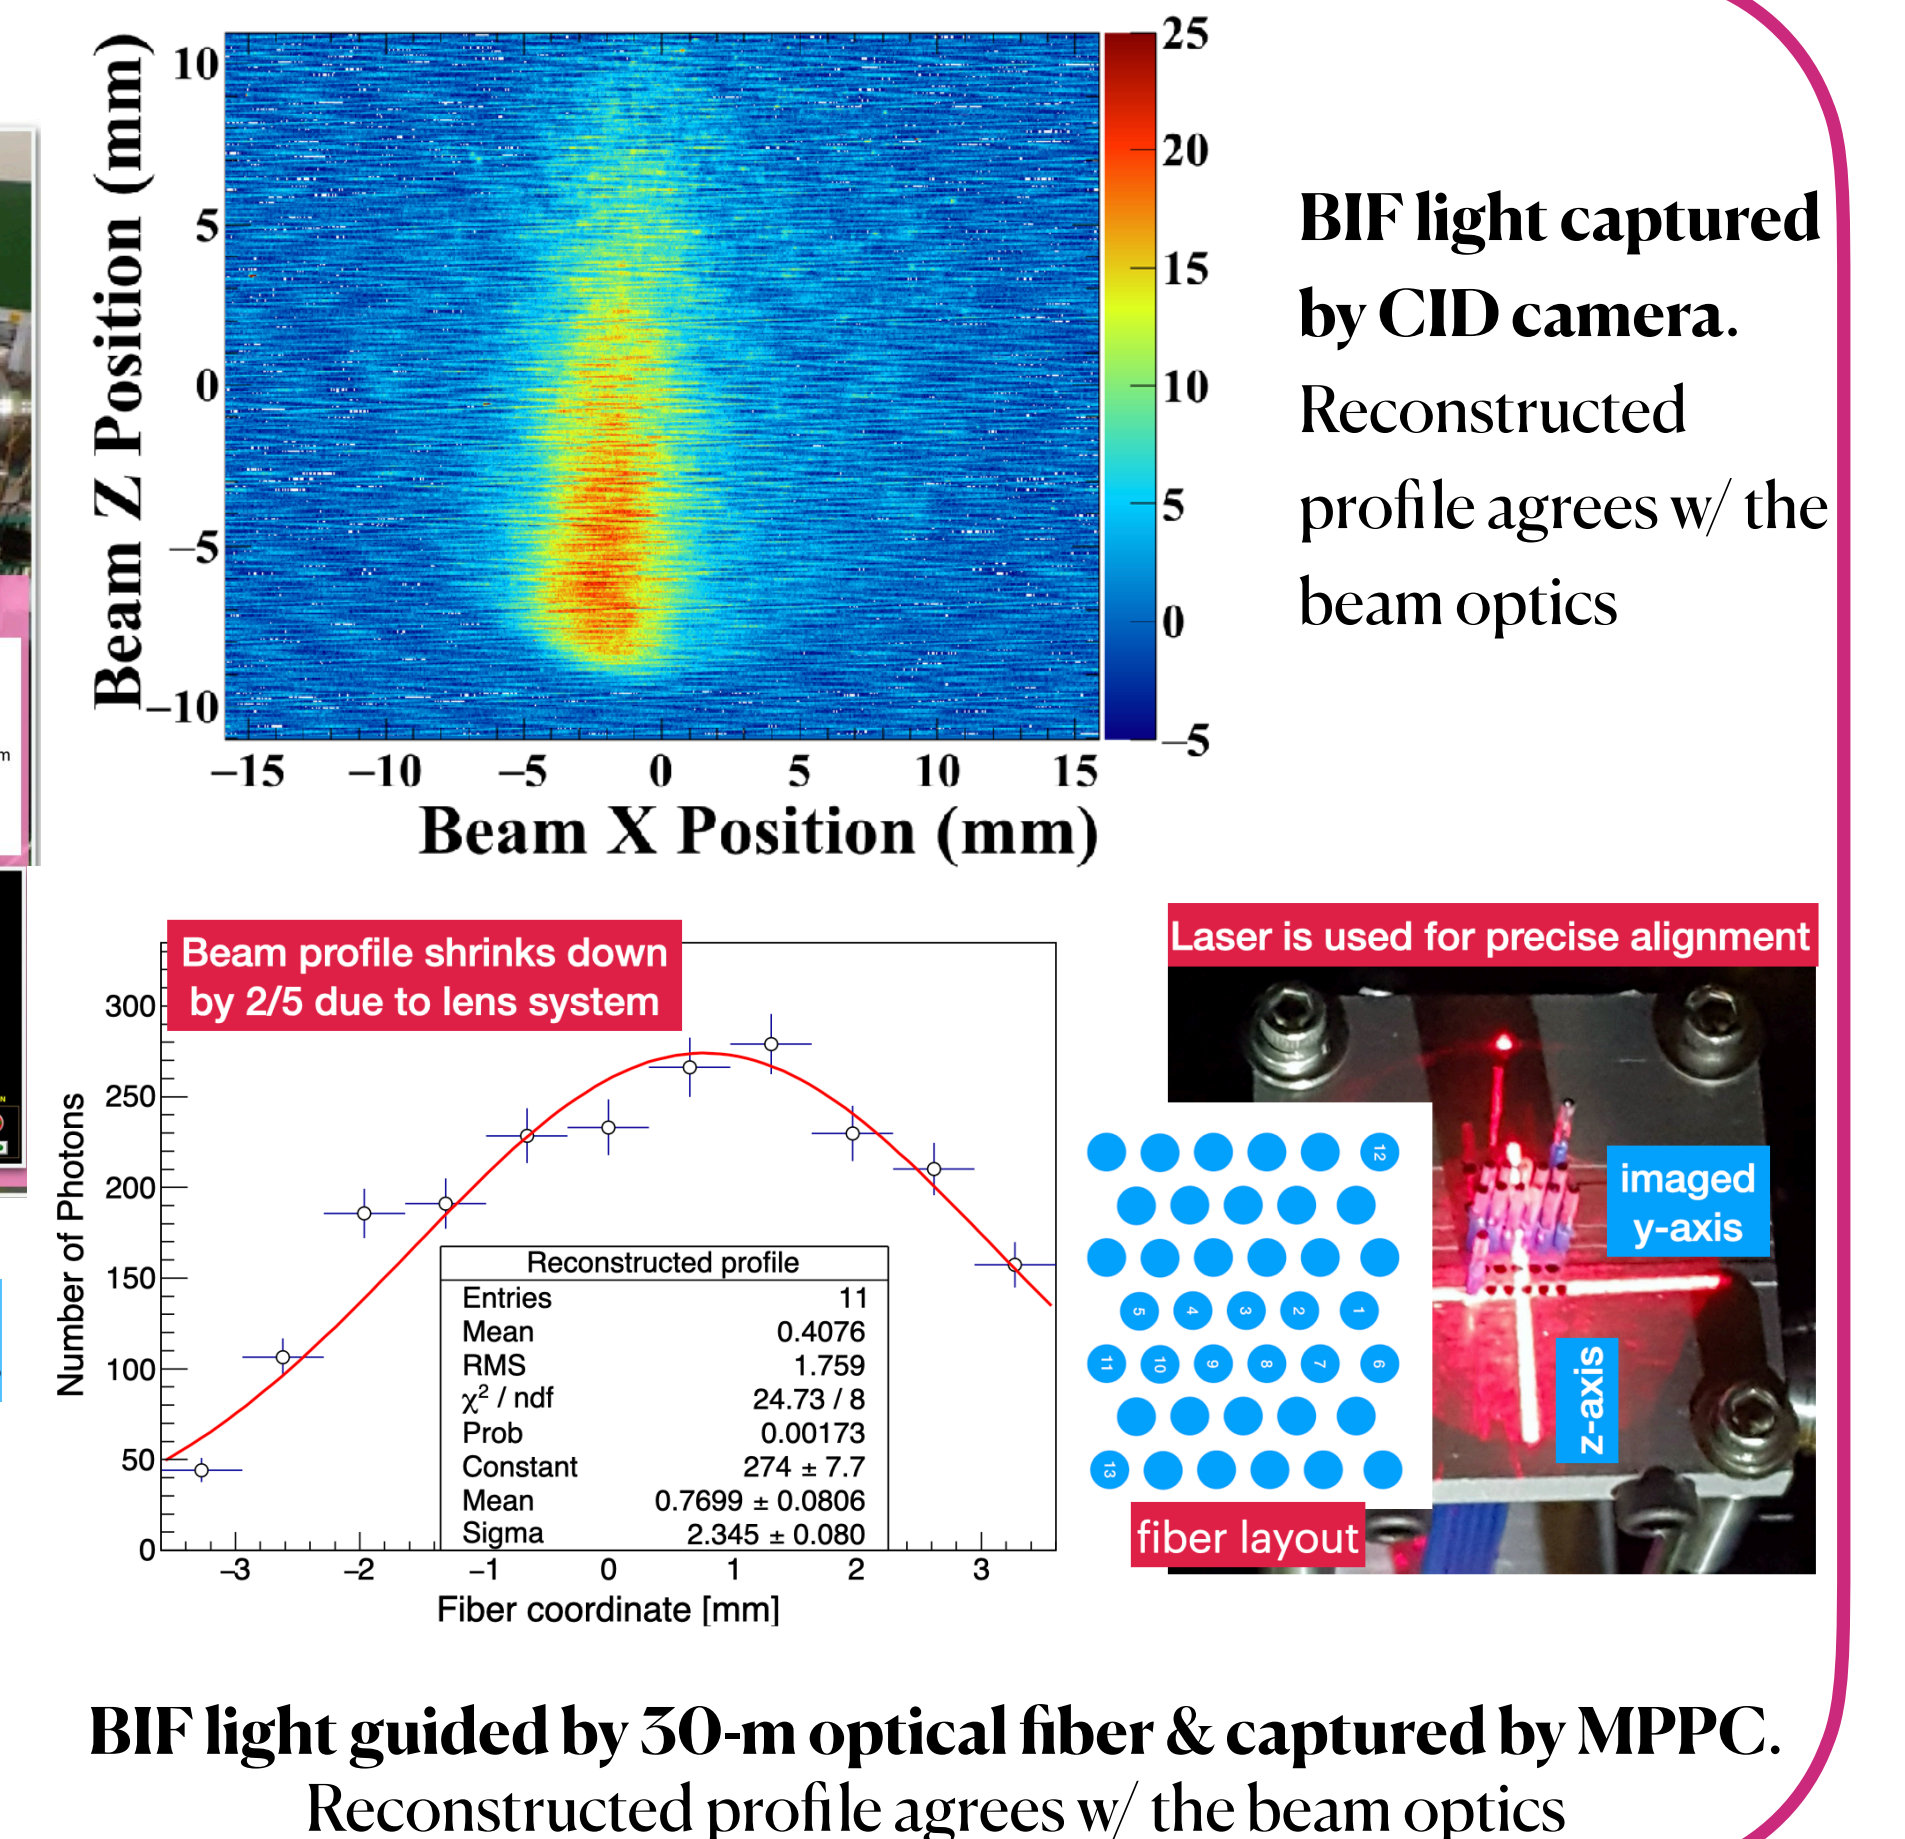 Beam Z Position (mm)
10
5
0
−5
−10
−15
−10
−5
0
5
10
15
Beam X Position (mm)
25
20
15
10
5
0
−5
BIF light captured
by CID camera.
Reconstructed
profile agrees w/ the
beam optics
m
N
Beam profile shrinks down
by 2/5 due to lens system
Number of Photons
300
250
200
150
100
50
0
Reconstructed profile
Entries 11
Mean 0.4076
RMS 1.759
χ² / ndf 24.73 / 8
Prob 0.00173
Constant 274 ± 7.7
Mean 0.7699 ± 0.0806
Sigma 2.345 ± 0.080
−3
−2
−1
0
1
2
3
Fiber coordinate [mm]
Laser is used for precise alignment
12
5 4 3 2 1
11 10 9 8 7 6
13
fiber layout
imaged
y-axis
z-axis
BIF light guided by 30-m optical fiber & captured by MPPC.
Reconstructed profile agrees w/ the beam optics